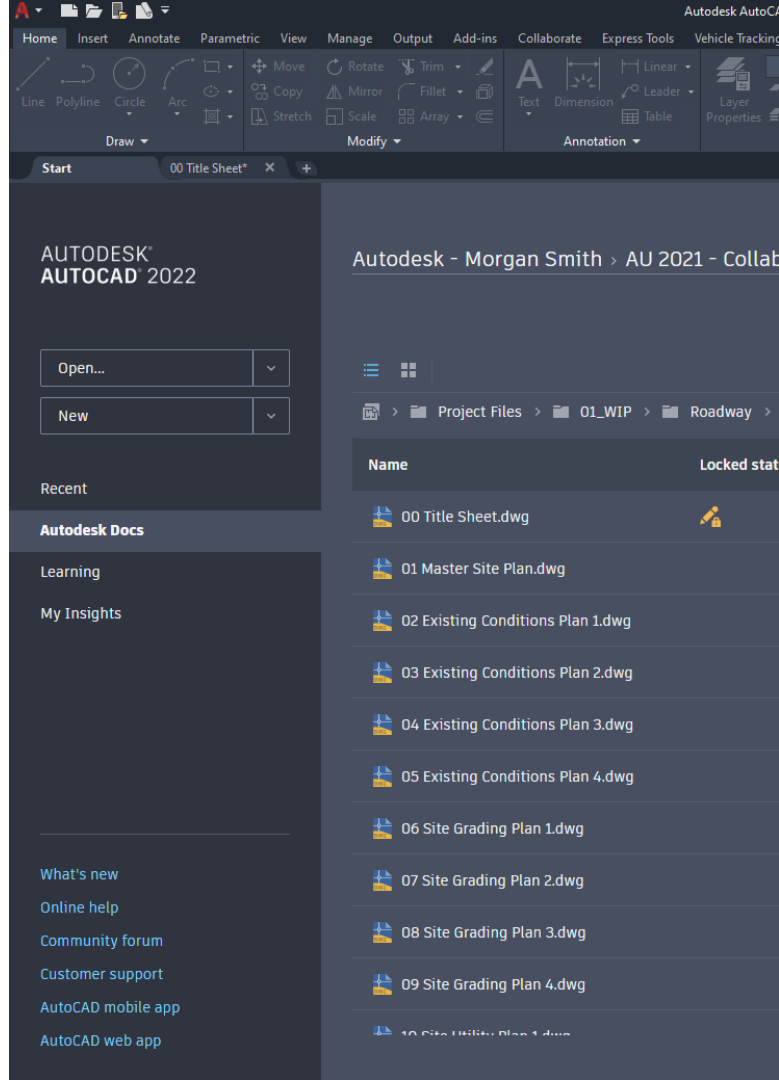 Autodesk AutoCA
Home Insert Annotate Parametric View Manage Output Add-ins Collaborate Express Tools Vehicle Tracking
Move Rotate Trim Linear
Copy Mirror Fillet Leader
Line Polyline Circle Arc Text Dimension Layer
Stretch Scale Array Table Properties
Draw Modify Annotation
Start 00 Title Sheet*
AUTODESK®
AUTOCAD® 2022
Autodesk - Morgan Smith › AU 2021 - Collab
Open...
New
Project Files > 01_WIP > Roadway >
Name Locked stat
Recent
00 Title Sheet.dwg
Autodesk Docs
01 Master Site Plan.dwg
Learning
My Insights
02 Existing Conditions Plan 1.dwg
03 Existing Conditions Plan 2.dwg
04 Existing Conditions Plan 3.dwg
05 Existing Conditions Plan 4.dwg
06 Site Grading Plan 1.dwg
07 Site Grading Plan 2.dwg
08 Site Grading Plan 3.dwg
09 Site Grading Plan 4.dwg
10 Site Utility Plan 1.dwg
What's new
Online help
Community forum
Customer support
AutoCAD mobile app
AutoCAD web app